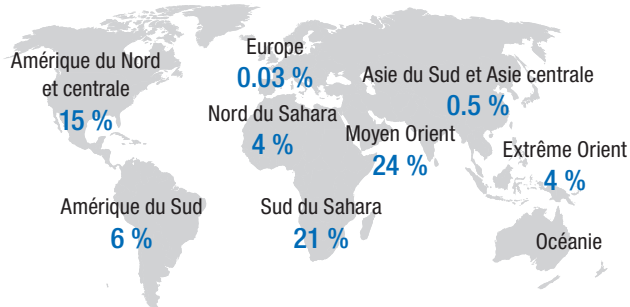 Amérique du Nord
et centrale
15 %
Europe
0.03 %
Asie du Sud et Asie centrale
0.5 %
Nord du Sahara
4 %
Moyen Orient
24 %
Extrême Orient
4 %
Amérique du Sud
6 %
Sud du Sahara
21 %
Océanie